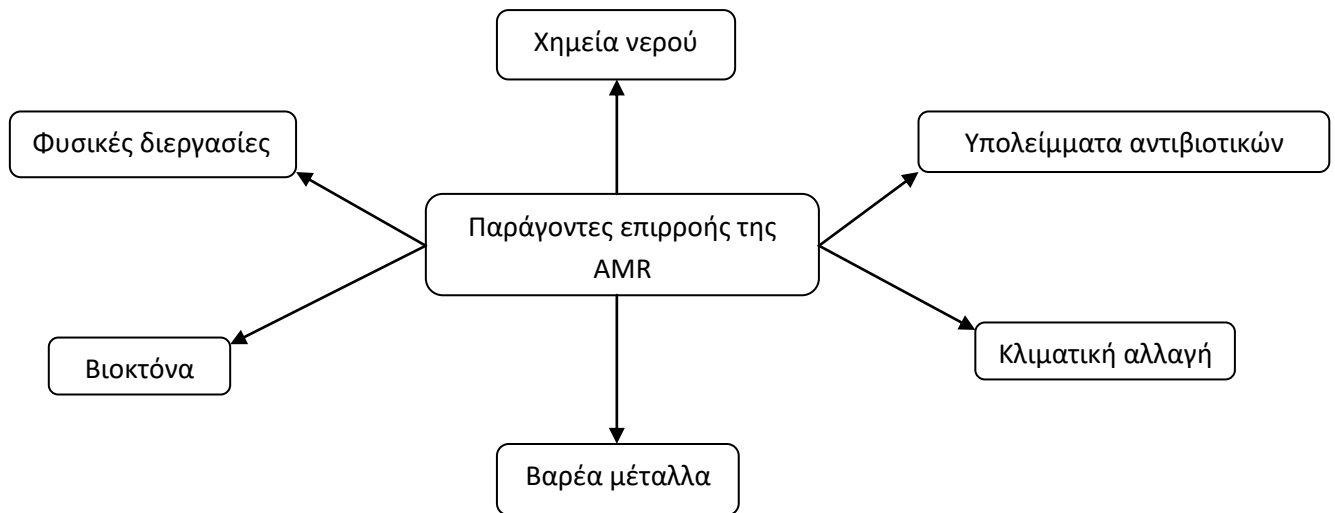 Χημεία νερού
Φυσικές διεργασίες
Υπολείμματα αντιβιοτικών
Παράγοντες επιρροής της
AMR
Βιοκτόνα
Κλιματική αλλαγή
Βαρέα μέταλλα